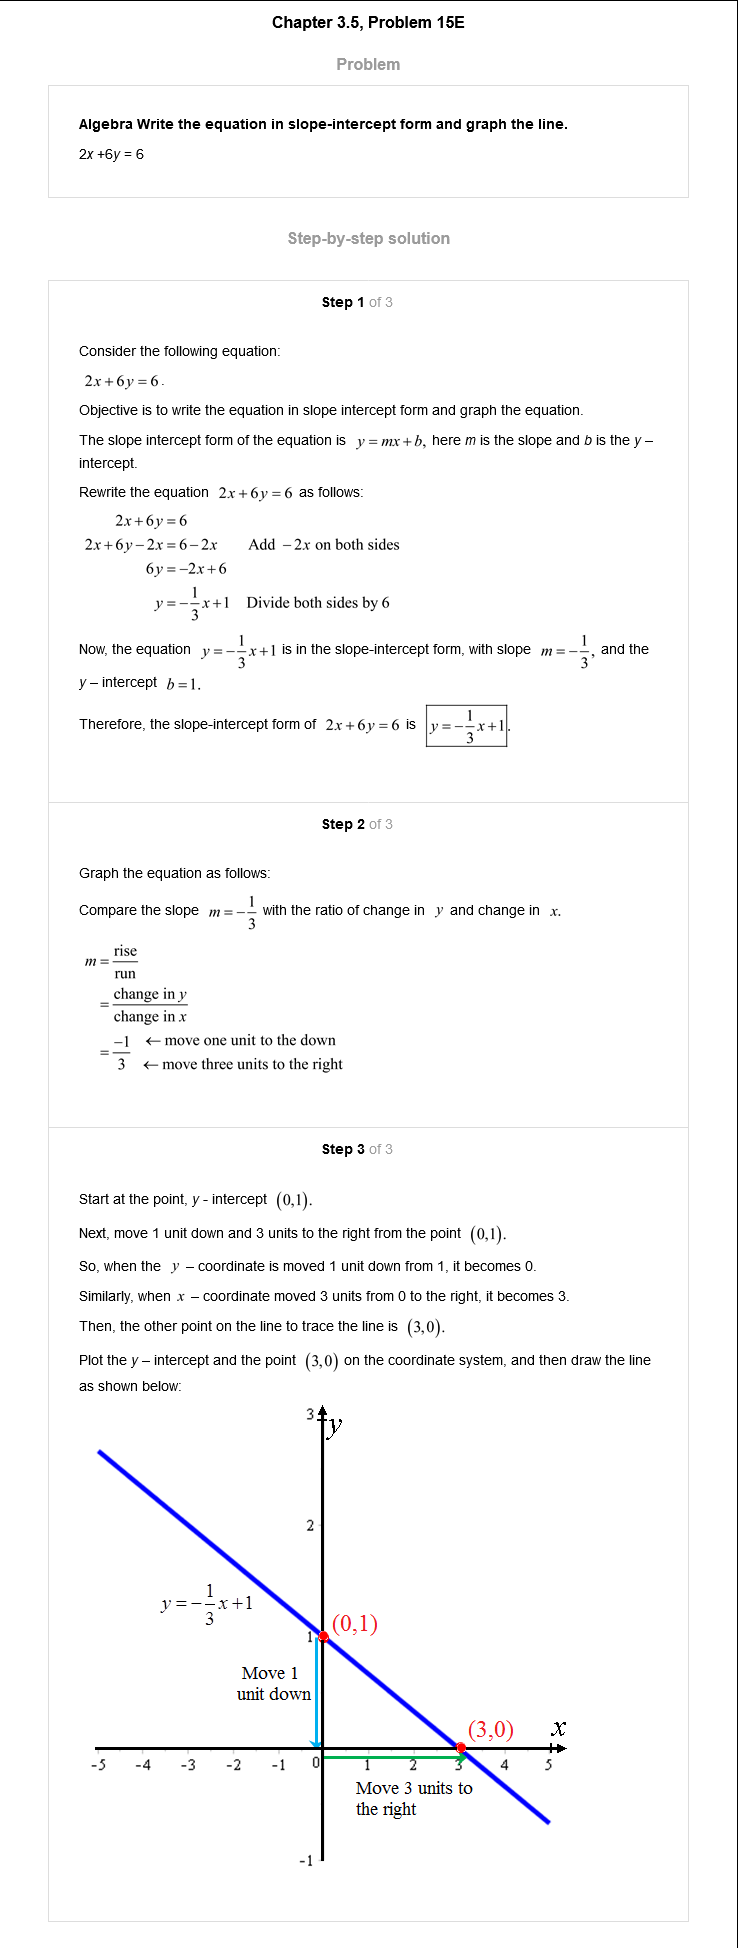 Chapter 3.5, Problem 15E
Problem
Algebra Write the equation in slope-intercept form and graph the line.
2x +6y = 6
Step-by-step solution
Step 1 of 3
Consider the following equation:
2x + 6y = 6.
Objective is to write the equation in slope intercept form and graph the equation.
The slope intercept form of the equation is y = mx + b, here m is the slope and b is the y –
intercept.
Rewrite the equation 2x + 6y = 6 as follows:
2x + 6y = 6
2x + 6y − 2x = 6 − 2x Add −2x on both sides
6y = −2x + 6
y = −1/3 x + 1 Divide both sides by 6
Now, the equation y = −1/3 x + 1 is in the slope-intercept form, with slope m = −1/3, and the
y – intercept b = 1.
Therefore, the slope-intercept form of 2x + 6y = 6 is y = −1/3 x + 1.
Step 2 of 3
Graph the equation as follows:
Compare the slope m = −1/3 with the ratio of change in y and change in x.
m = rise/run
= change in y/change in x
= −1 ← move one unit to the down
3 ← move three units to the right
Step 3 of 3
Start at the point, y - intercept (0,1).
Next, move 1 unit down and 3 units to the right from the point (0,1).
So, when the y – coordinate is moved 1 unit down from 1, it becomes 0.
Similarly, when x – coordinate moved 3 units from 0 to the right, it becomes 3.
Then, the other point on the line to trace the line is (3,0).
Plot the y – intercept and the point (3,0) on the coordinate system, and then draw the line
as shown below:
3
y
2
y = −1/3 x + 1
(0,1)
1
Move 1
unit down
(3,0)
x
-5 -4 -3 -2 -1 0 1 2 3 4 5
Move 3 units to
the right
-1